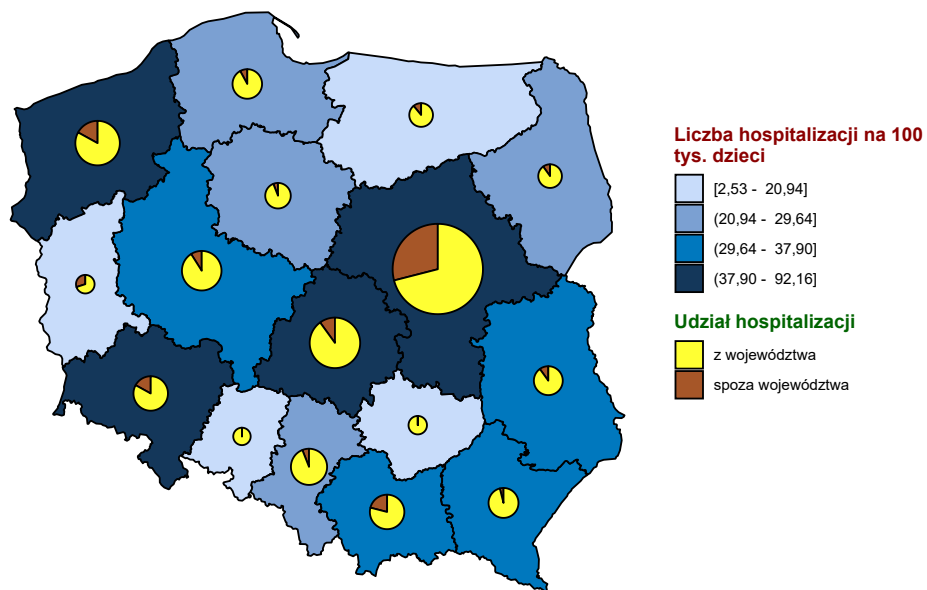 Liczba hospitalizacji na 100
tys. dzieci
[2,53 - 20,94]
(20,94 - 29,64]
(29,64 - 37,90]
(37,90 - 92,16]
Udział hospitalizacji
z województwa
spoza województwa